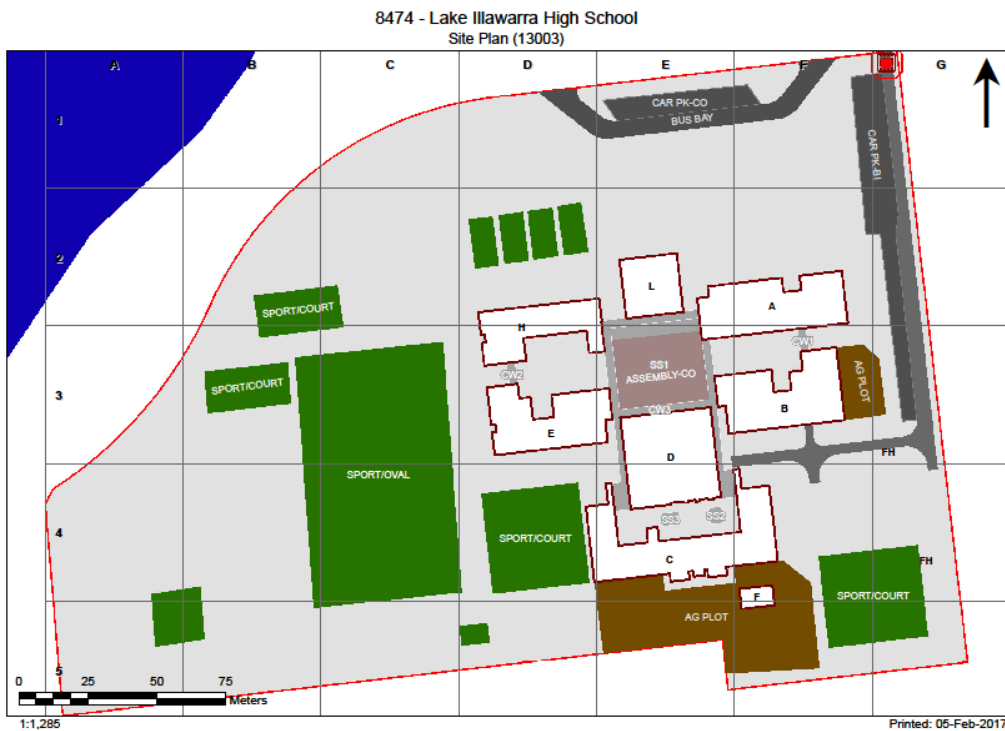 8474 - Lake Illawarra High School
Site Plan (13003)
A B C D E F G
1
CAR PK-CO
BUS BAY
CAR PK-B1
2
SPORT/COURT
L
A
H
CW1
SS1
ASSEMBLY-CO
AG PLOT
CW2
SPORT/COURT
3
CW3
B
E
FH
D
SPORT/OVAL
SS3
SS2
4
SPORT/COURT
C
FH
F
SPORT/COURT
AG PLOT
5
0 25 50 75
Meters
1:1,285
Printed: 05-Feb-2017